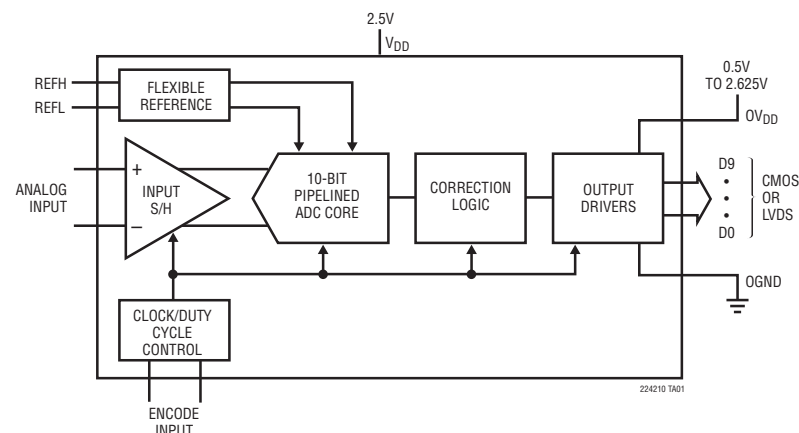 2.5V
VDD
REFH
REFL
FLEXIBLE
REFERENCE
0.5V
TO 2.625V
OVDD
ANALOG
INPUT
+
–
INPUT
S/H
10-BIT
PIPELINED
ADC CORE
CORRECTION
LOGIC
OUTPUT
DRIVERS
D9
•
•
•
D0
CMOS
OR
LVDS
OGND
CLOCK/DUTY
CYCLE
CONTROL
224210 TA01
ENCODE
INPUT